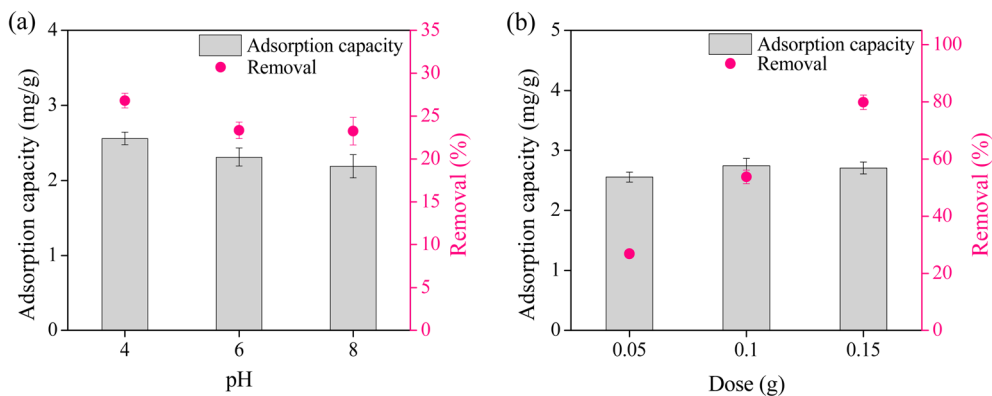 (a)
Adsorption capacity (mg/g)
4
3
2
1
0
Adsorption capacity
Removal
35
30
25
20
15
10
5
0
Removal (%)
4 6 8
pH
(b)
Adsorption capacity (mg/g)
5
4
3
2
1
0
Adsorption capacity
Removal
100
80
60
40
20
0
Removal (%)
0.05 0.1 0.15
Dose (g)